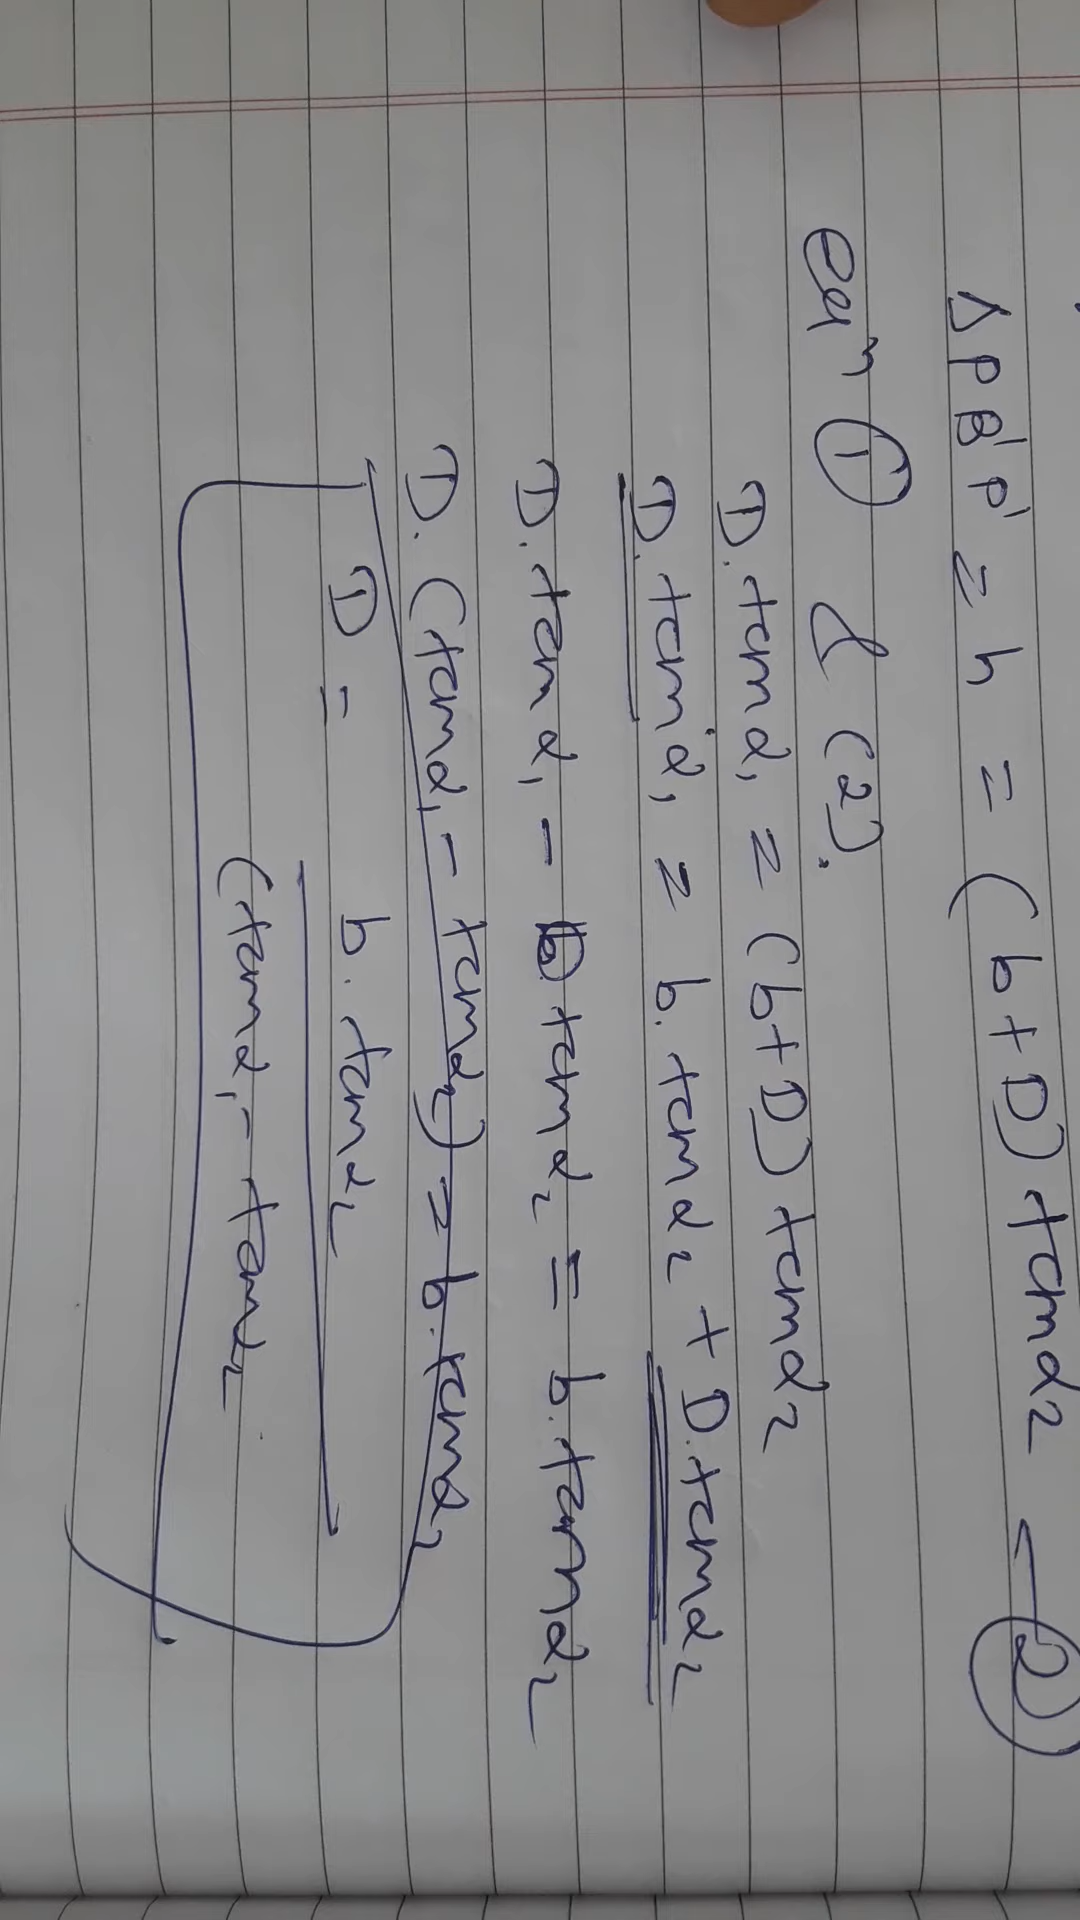 Δ PB'P' = h = (b+D) tanα₂ — ②
eqⁿ ① & (2).
D.tanα₁ = (b+D) tanα₂
D.tanα₁ = b.tanα₂ + D.tanα₂
D.tanα₁ - D tanα₂ = b.tanα₂
D.(tanα₁ - tanα₂) = b.tanα₂
D = b.tanα₂
(tanα₁ - tanα₂